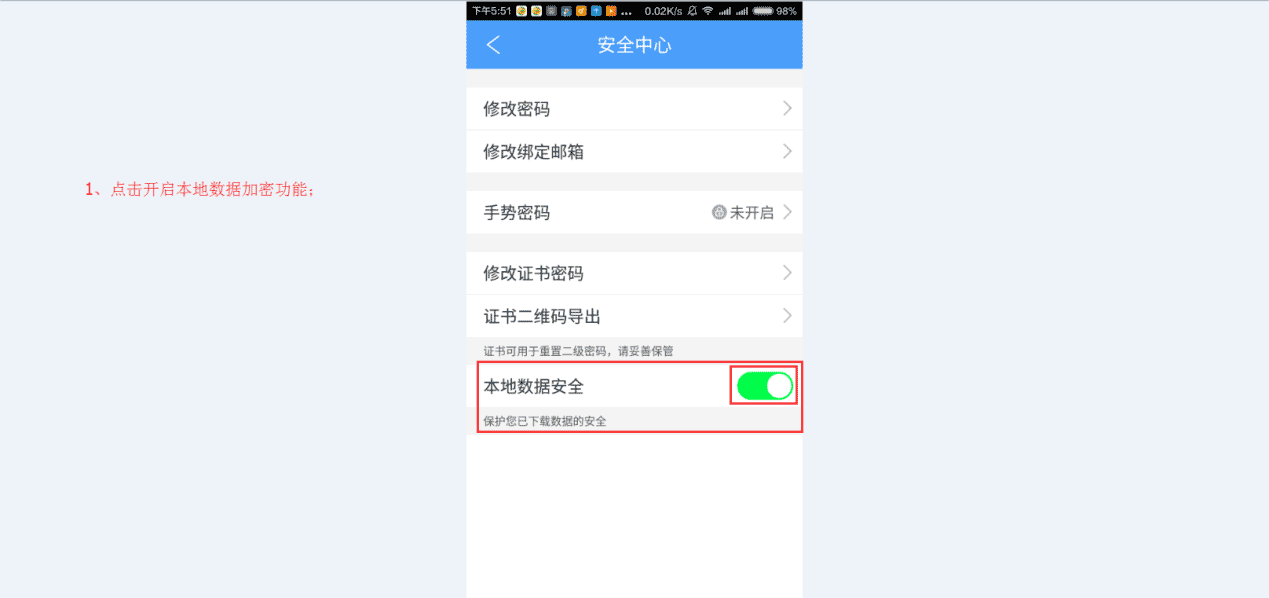 下午5:51 ... 0.02K/s 98%
安全中心
修改密码
修改绑定邮箱
1、点击开启本地数据加密功能；
手势密码 未开启
修改证书密码
证书二维码导出
证书可用于重置二级密码，请妥善保管
本地数据安全
保护您已下载数据的安全